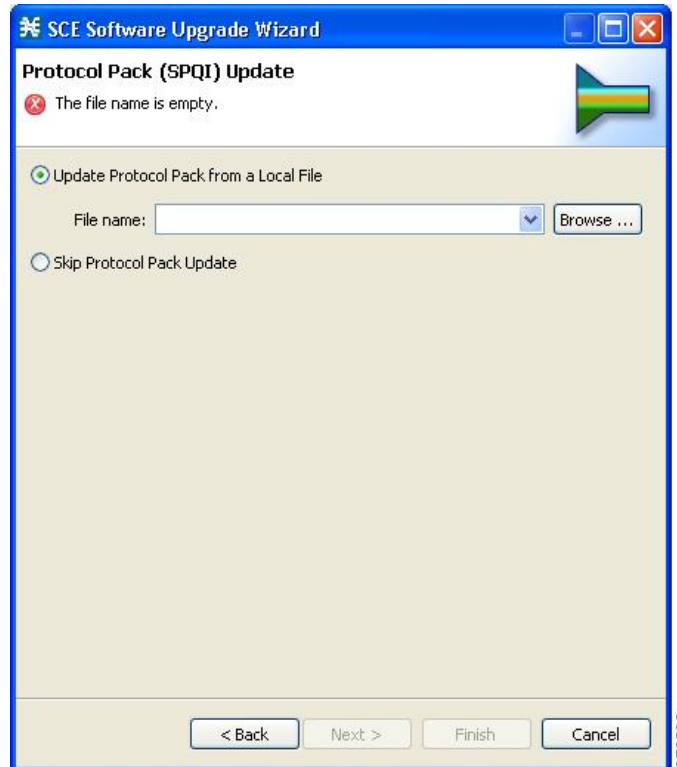 SCE Software Upgrade Wizard
Protocol Pack (SPQI) Update
The file name is empty.
Update Protocol Pack from a Local File
File name:
Browse ...
Skip Protocol Pack Update
< Back
Next >
Finish
Cancel